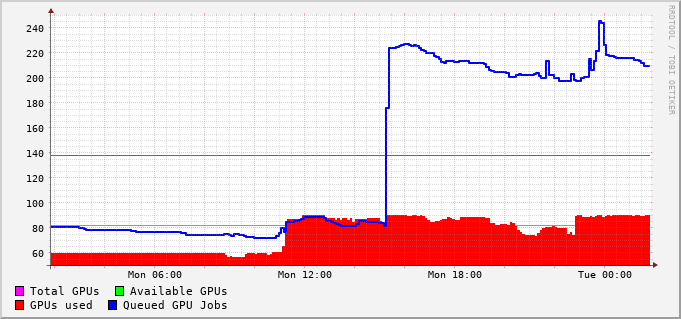 240
220
200
180
160
140
120
100
80
60
Mon 06:00 Mon 12:00 Mon 18:00 Tue 00:00
Total GPUs Available GPUs
GPUs used Queued GPU Jobs
RRDTOOL / TOBI OETIKER